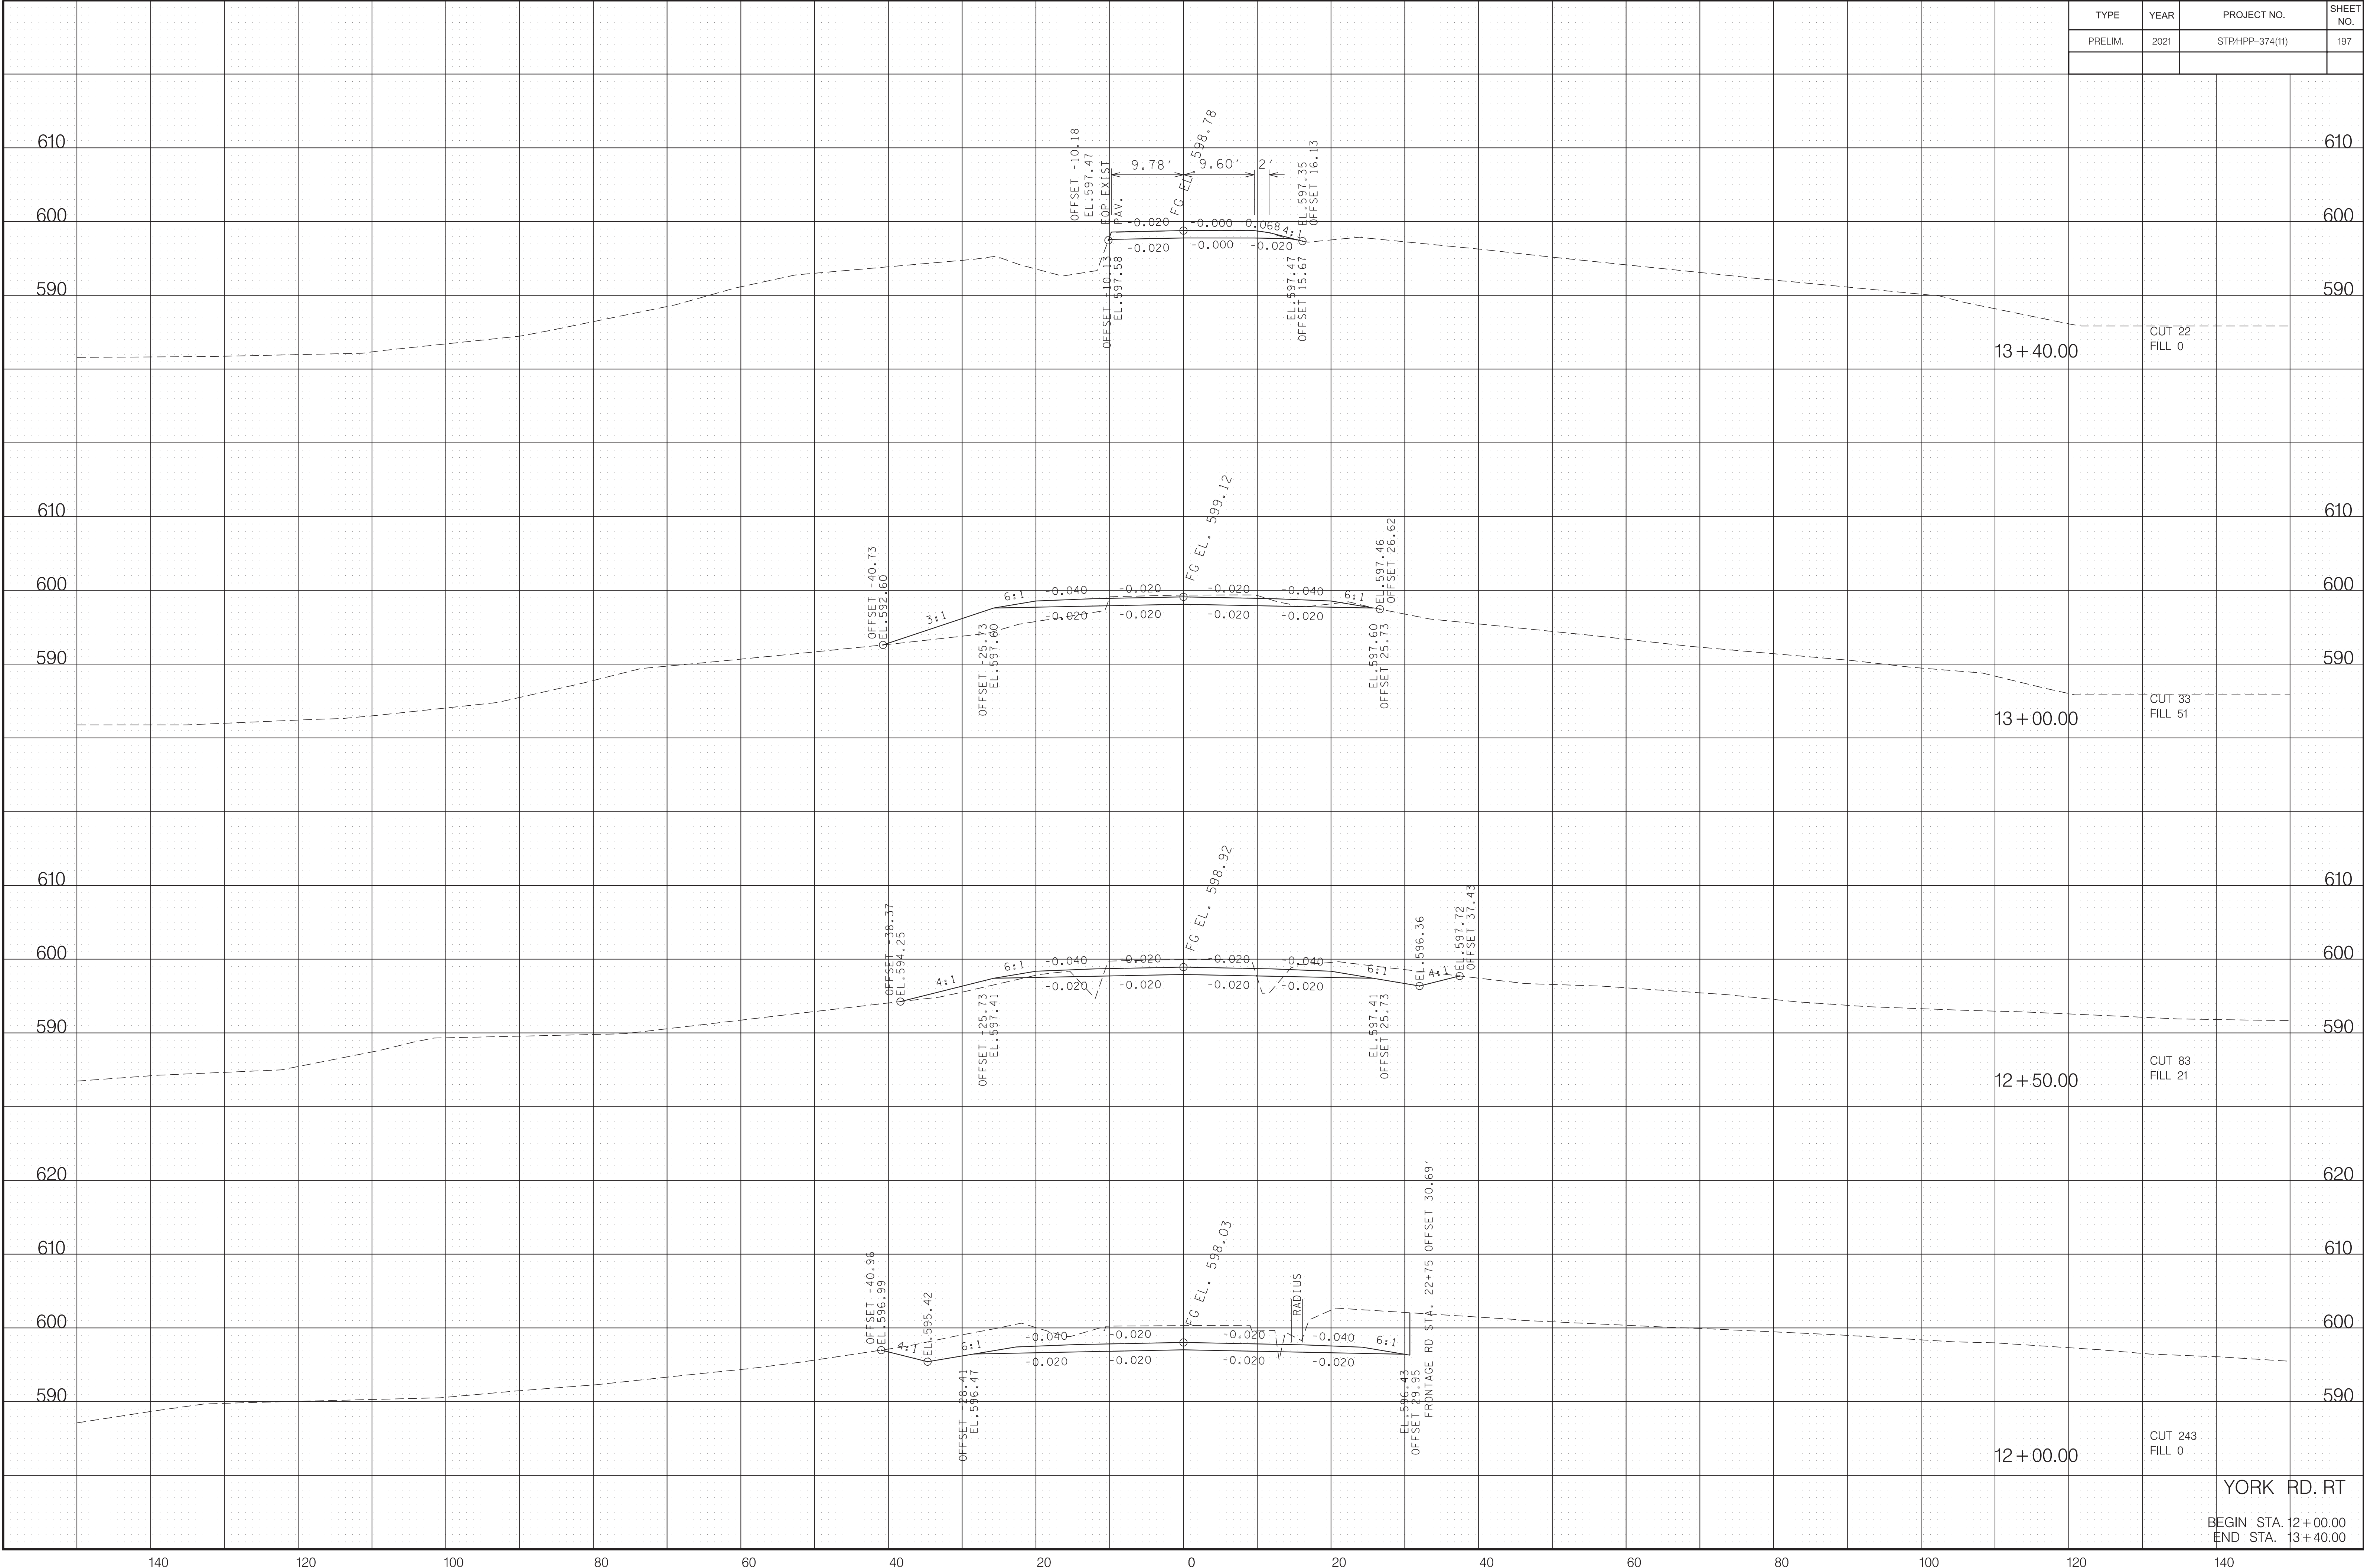 TYPE YEAR PROJECT NO. SHEET NO.
PRELIM. 2021 STP/HPP-374(11) 197
610 610
600 600
590 590
OFFSET -10.18
EL.597.47
EOP EXIST
PAV.
FG EL. 598.78
9.78' 9.60' 2'
EL.597.35
OFFSET 16.13
-0.020 -0.000 -0.068 4:1
-0.020 -0.000 -0.020
OFFSET -10.13
EL.597.58
EL.597.47
OFFSET 15.67
CUT 22
FILL 0
13+40.00
610 610
600 600
590 590
OFFSET -40.73
EL.592.60
FG EL. 599.12
EL.597.46
OFFSET 26.62
3:1 6:1 -0.040 -0.020 -0.020 -0.040 6:1
-0.020 -0.020 -0.020 -0.020
OFFSET -25.73
EL.597.60
EL.597.60
OFFSET 25.73
CUT 33
FILL 51
13+00.00
610 610
600 600
590 590
OFFSET -38.37
EL.594.25
FG EL. 598.92
EL.596.36
EL.597.72
OFFSET 37.43
4:1 6:1 -0.040 -0.020 -0.020 -0.040 6:1 4:1
-0.020 -0.020 -0.020 -0.020
OFFSET -25.73
EL.597.41
EL.597.41
OFFSET 25.73
CUT 83
FILL 21
12+50.00
620 620
610 610
600 600
590 590
OFFSET -40.96
EL.596.99
EL.595.42
FG EL. 598.03
RADIUS
FRONTAGE RD STA. 22+75 OFFSET 30.69'
4:1 6:1 -0.040 -0.020 -0.020 -0.040 6:1
-0.020 -0.020 -0.020 -0.020
OFFSET -28.41
EL.596.47
EL.596.43
OFFSET 29.95
CUT 243
FILL 0
12+00.00
YORK RD. RT
BEGIN STA. 12+00.00
END STA. 13+40.00
140 120 100 80 60 40 20 0 20 40 60 80 100 120 140